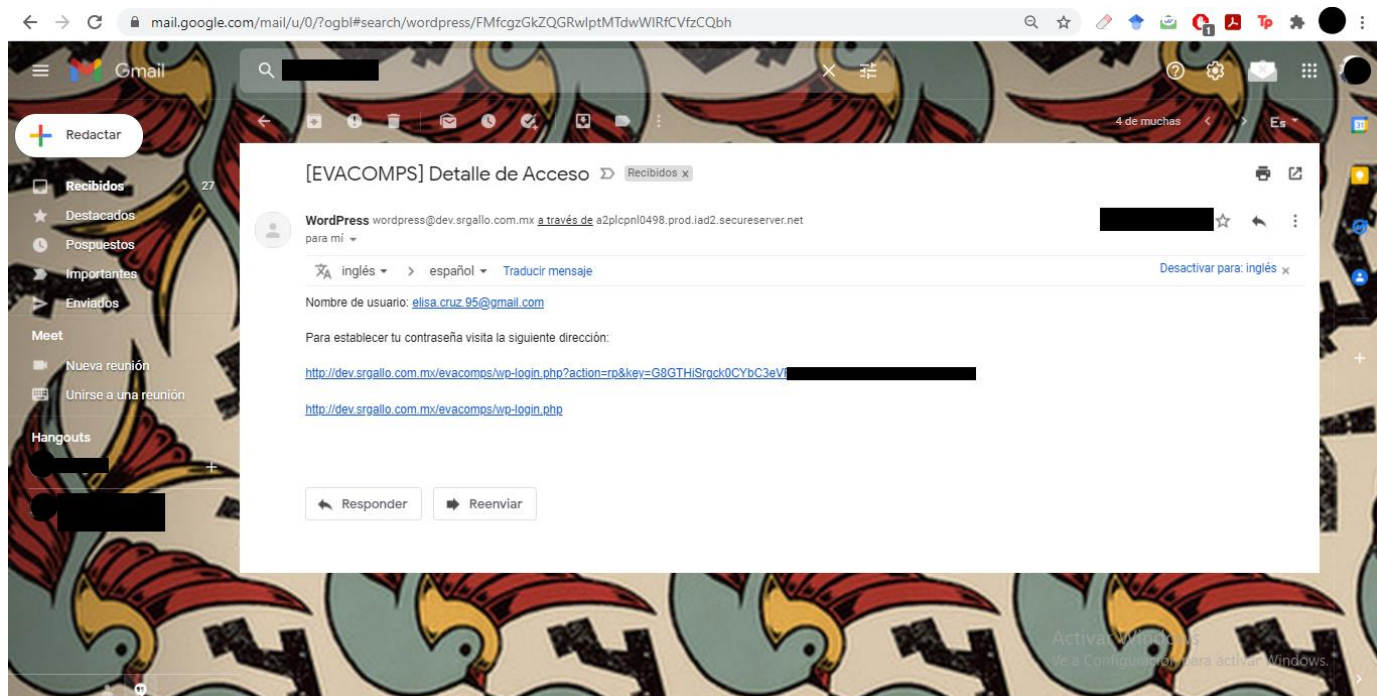 mail.google.com/mail/u/0/?ogbl#search/wordpress/FMfcgzGkZQGRwlptMTdwWlRfCVfzCQbh
Gmail
Redactar
4 de muchas
Es
Recibidos 27
Destacados
Pospuestos
Importantes
Enviados
Meet
Nueva reunión
Unirse a una reunión
Hangouts
[EVACOMPS] Detalle de Acceso Recibidos x
WordPress wordpress@dev.srgallo.com.mx a través de a2plcpnl0498.prod.iad2.secureserver.net
para mí
inglés > español Traducir mensaje Desactivar para: inglés x
Nombre de usuario: elisa.cruz.95@gmail.com
Para establecer tu contraseña visita la siguiente dirección:
http://dev.srgallo.com.mx/evacomps/wp-login.php?action=rp&key=G8GTHiSrgck0CYbC3eV
http://dev.srgallo.com.mx/evacomps/wp-login.php
Responder Reenviar
Activar Windows
Ve a Configuración para activar Windows.